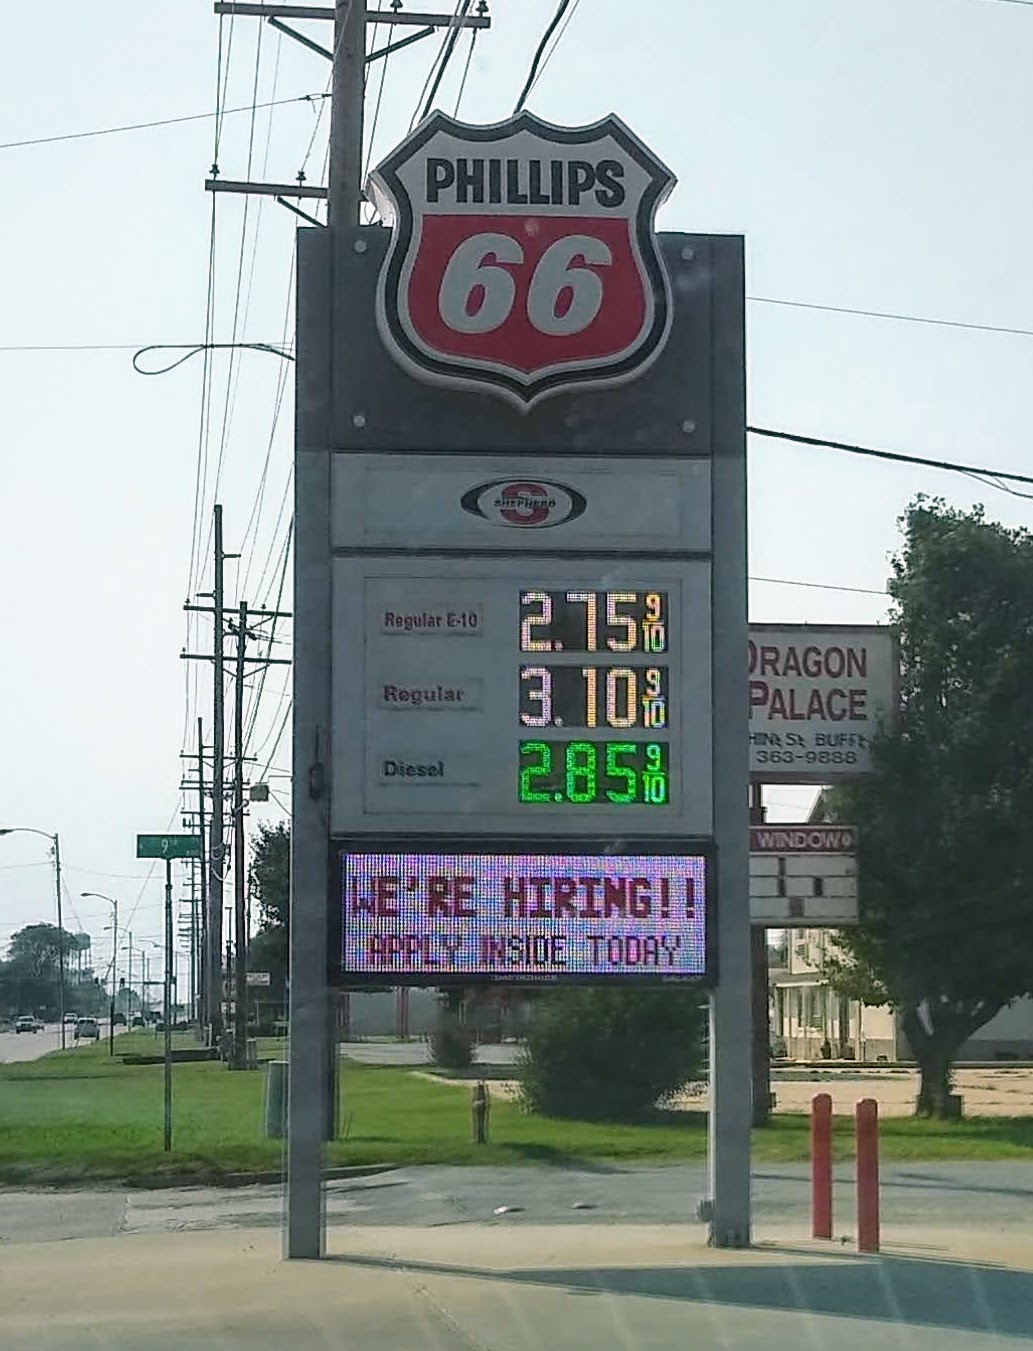 PHILLIPS
66
SHEPHERD
Regular E-10 2.75 9/10
Regular 3.10 9/10
Diesel 2.85 9/10
WE'RE HIRING!!
APPLY INSIDE TODAY
DRAGON
PALACE
363-9888
WINDOW
9TH